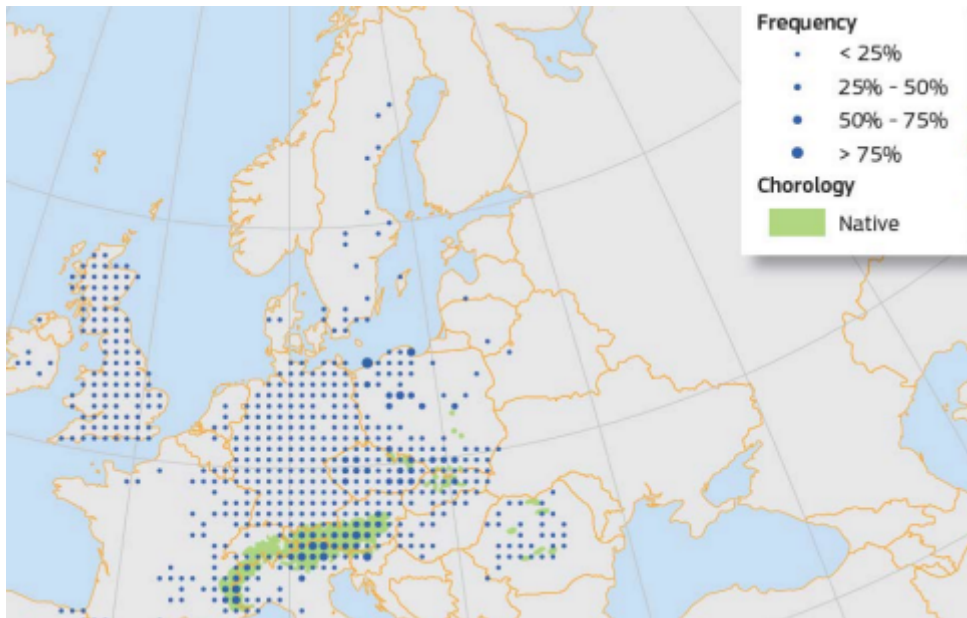 Frequency
< 25%
25% - 50%
50% - 75%
> 75%
Chorology
Native